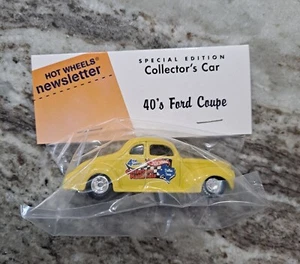 HOT WHEELS®
newsletter
SPECIAL EDITION
Collector's Car
40's Ford Coupe